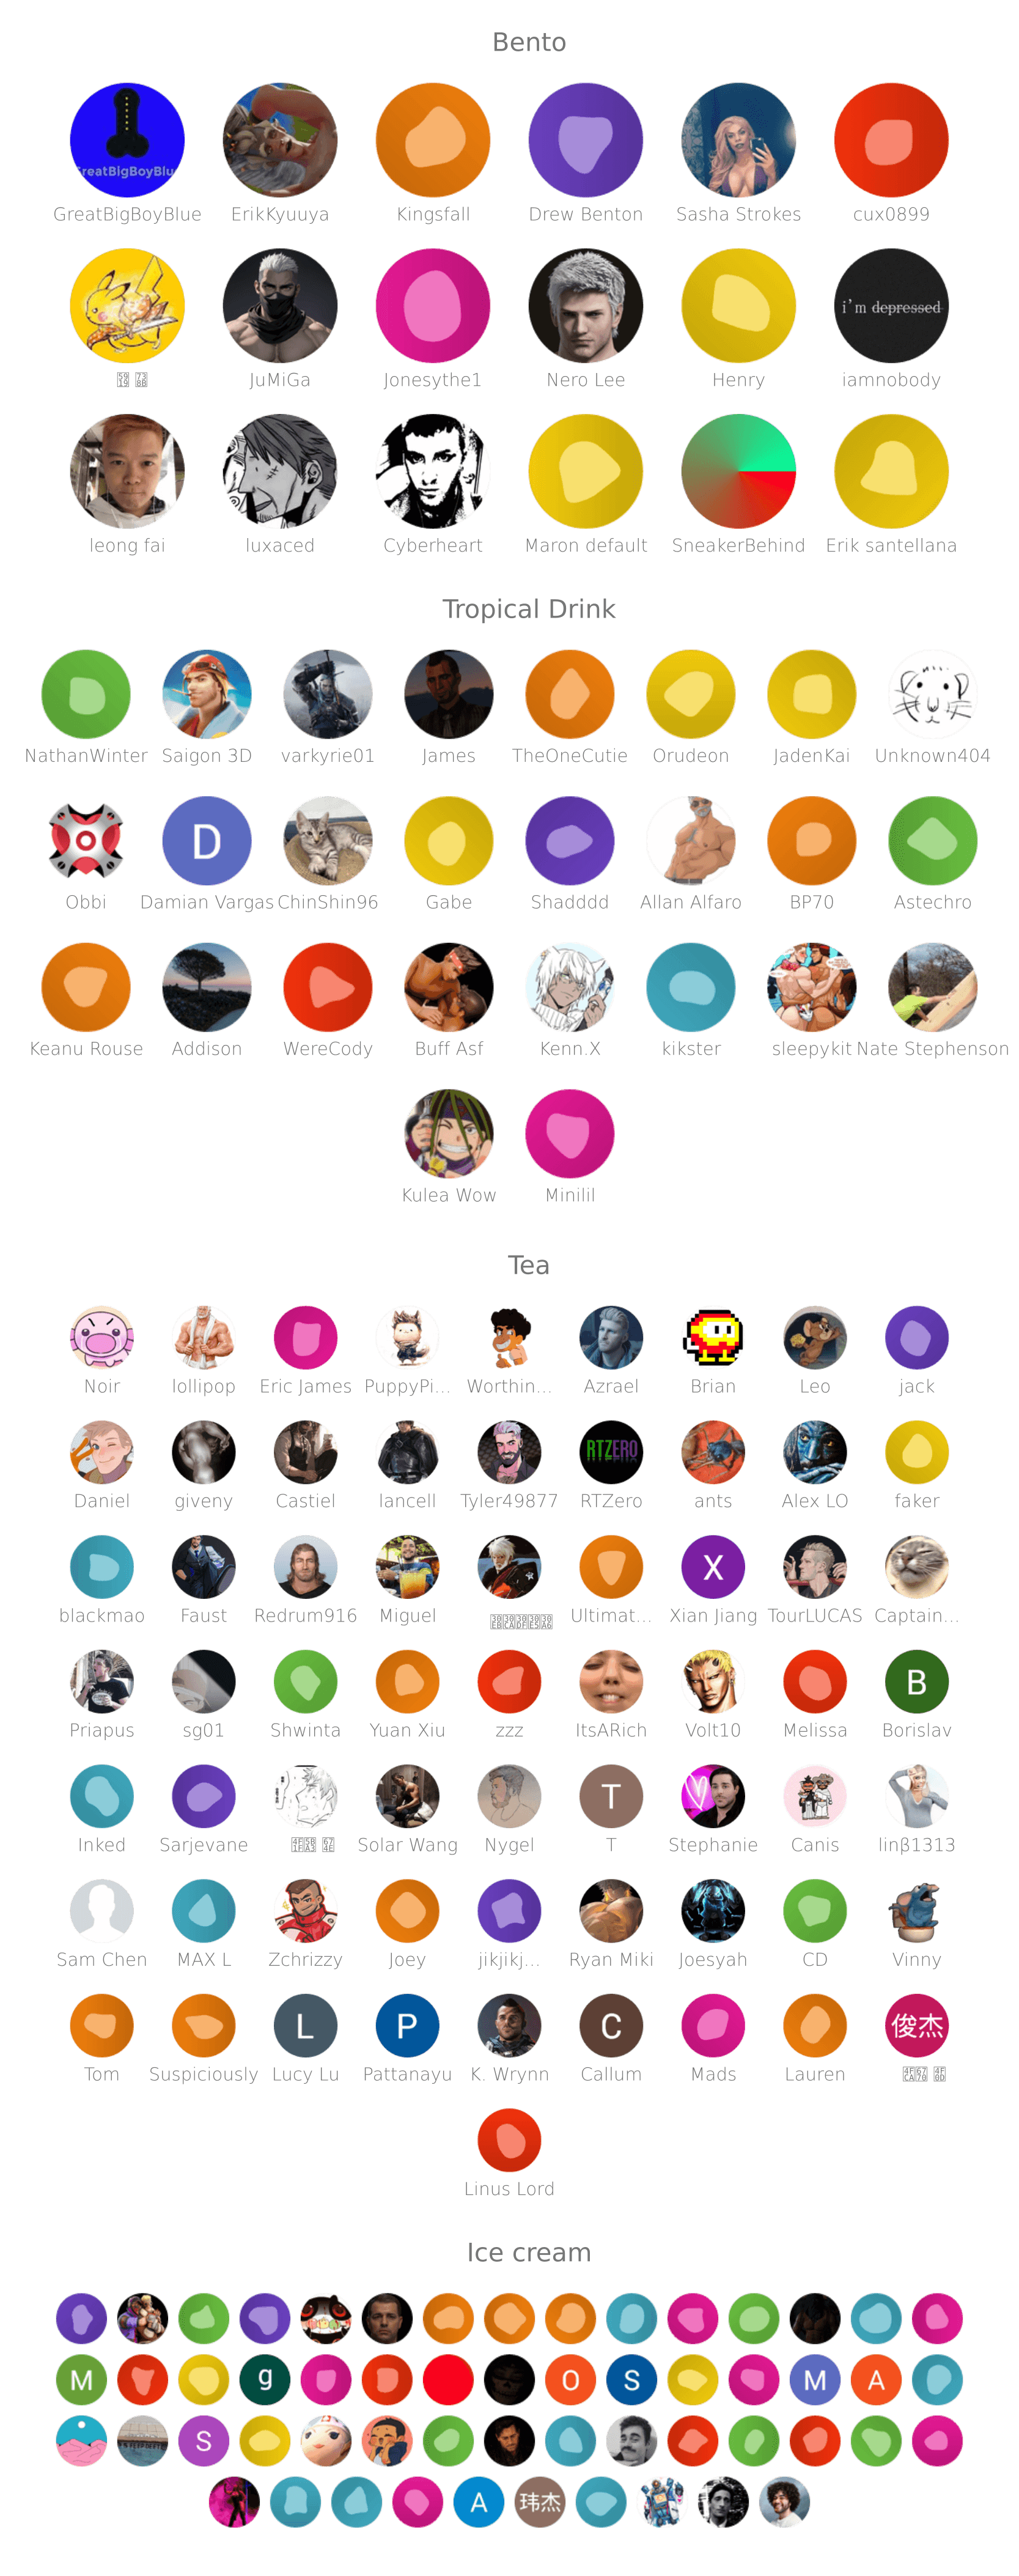 Bento
GreatBigBoyBlu
GreatBigBoyBlue ErikKyuuya Kingsfall Drew Benton Sasha Strokes cux0899
i'm depressed
JuMiGa Jonesythe1 Nero Lee Henry iamnobody
leong fai luxaced Cyberheart Maron default SneakerBehind Erik santellana
Tropical Drink
NathanWinter Saigon 3D varkyrie01 James TheOneCutie Orudeon JadenKai Unknown404
D
Obbi Damian Vargas ChinShin96 Gabe Shadddd Allan Alfaro BP70 Astechro
Keanu Rouse Addison WereCody Buff Asf Kenn.X kikster sleepykit Nate Stephenson
Kulea Wow Minilil
Tea
Noir lollipop Eric James PuppyPi... Worthin... Azrael Brian Leo jack
RTZERO
Daniel giveny Castiel lancell Tyler49877 RTZero ants Alex LO faker
X
blackmao Faust Redrum916 Miguel Ultimat... Xian Jiang TourLUCAS Captain...
B
Priapus sg01 Shwinta Yuan Xiu zzz ItsARich Volt10 Melissa Borislav
T
Inked Sarjevane Solar Wang Nygel T Stephanie Canis linβ1313
Sam Chen MAX L Zchrizzy Joey jikjikj... Ryan Miki Joesyah CD Vinny
L P C 俊杰
Tom Suspiciously Lucy Lu Pattanayu K. Wrynn Callum Mads Lauren
Linus Lord
Ice cream
M g O S M A
S
A 玮杰